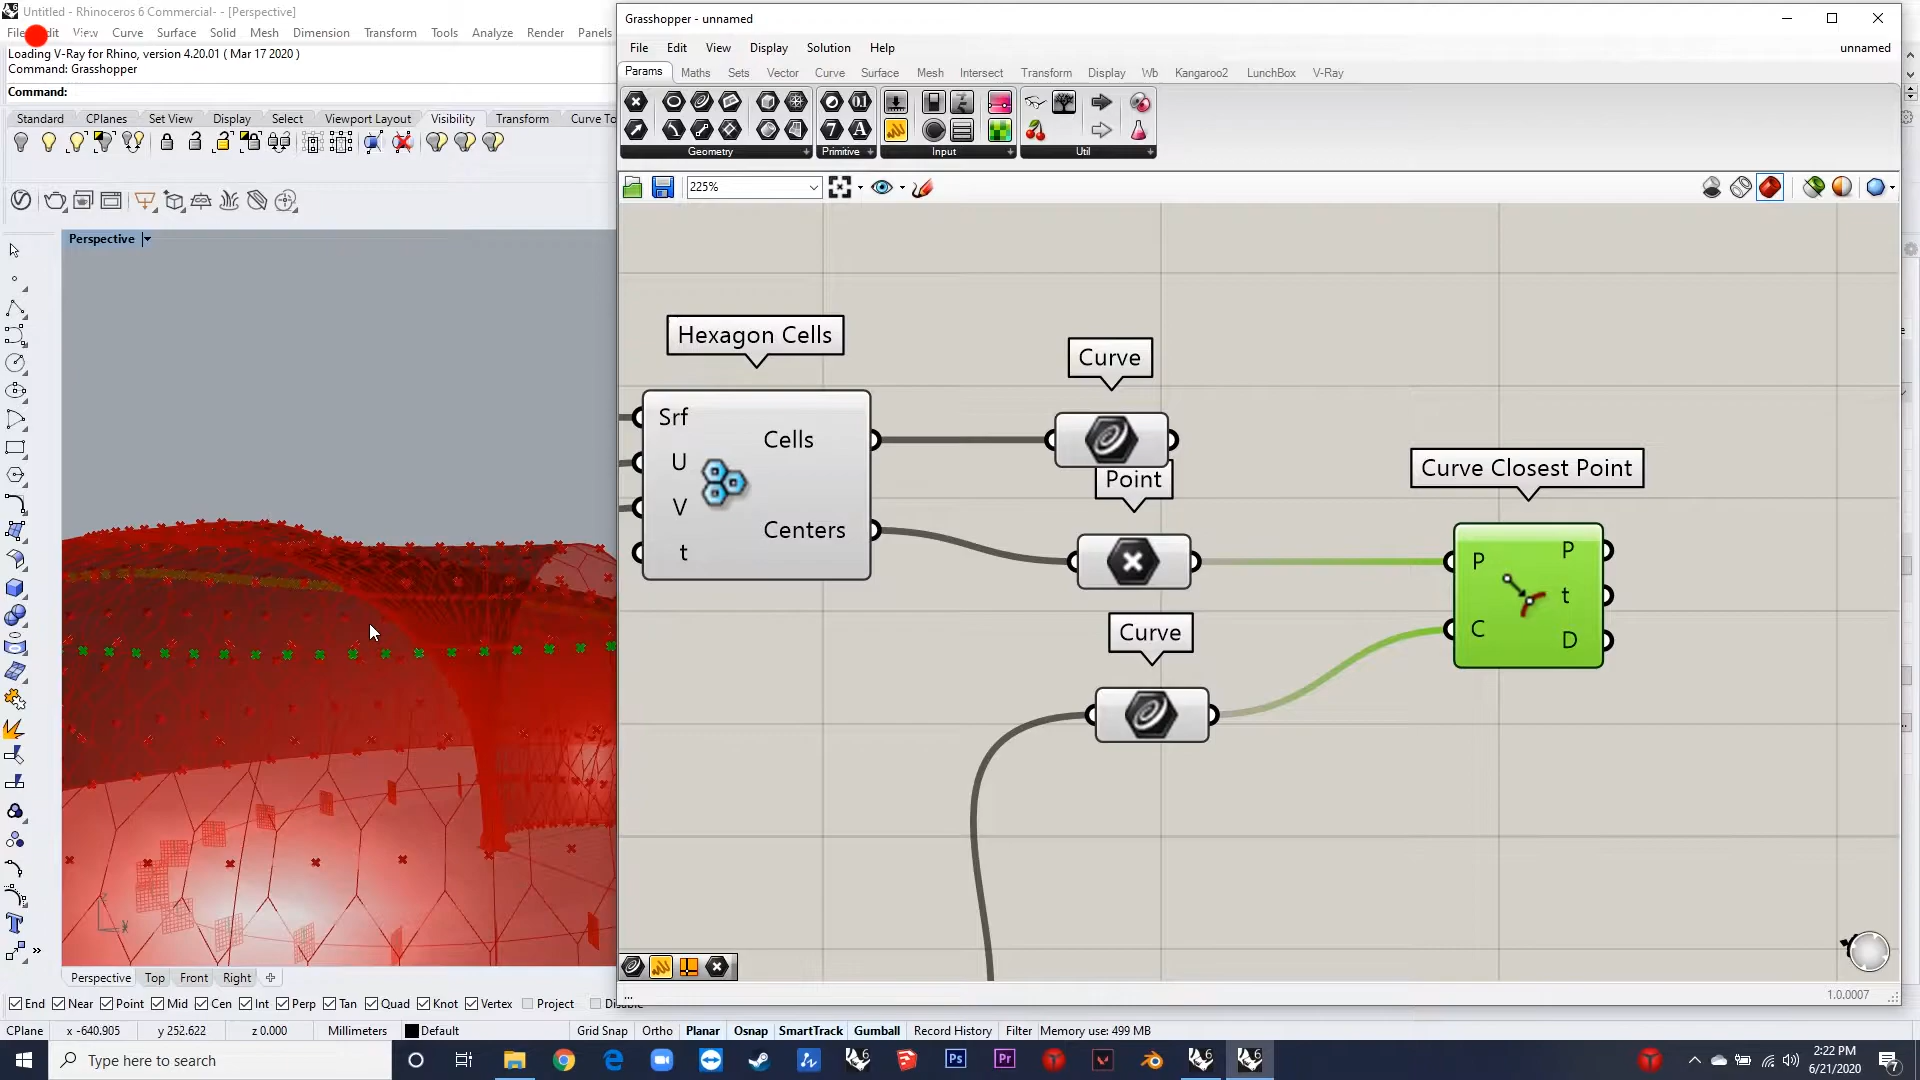 Untitled - Rhinoceros 6 Commercial- - [Perspective]
File Edit View Curve Surface Solid Mesh Dimension Transform Tools Analyze Render Panels
Loading V-Ray for Rhino, version 4.20.01 ( Mar 17 2020 )
Command: Grasshopper
Command:
Standard CPlanes Set View Display Select Viewport Layout Visibility Transform Curve To
Perspective
Grasshopper - unnamed
File Edit View Display Solution Help unnamed
Params Maths Sets Vector Curve Surface Mesh Intersect Transform Display Wb Kangaroo2 LunchBox V-Ray
Geometry Primitive Input Util
225%
Hexagon Cells
Srf
U
V
t
Cells
Centers
Curve
Point
Curve
Curve Closest Point
P
C
P
t
D
...
1.0.0007
Perspective Top Front Right
End Near Point Mid Cen Int Perp Tan Quad Knot Vertex Project
CPlane x -640.905 y 252.622 z 0.000 Millimeters Default Grid Snap Ortho Planar Osnap SmartTrack Gumball Record History Filter Memory use: 499 MB
Type here to search
2:22 PM
6/21/2020